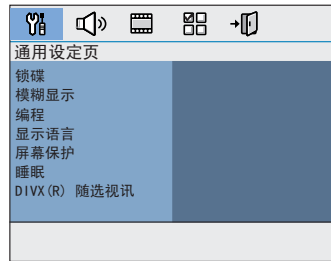 通用设定页
锁碟
模糊显示
编程
显示语言
屏幕保护
睡眠
DIVX(R) 随选视讯